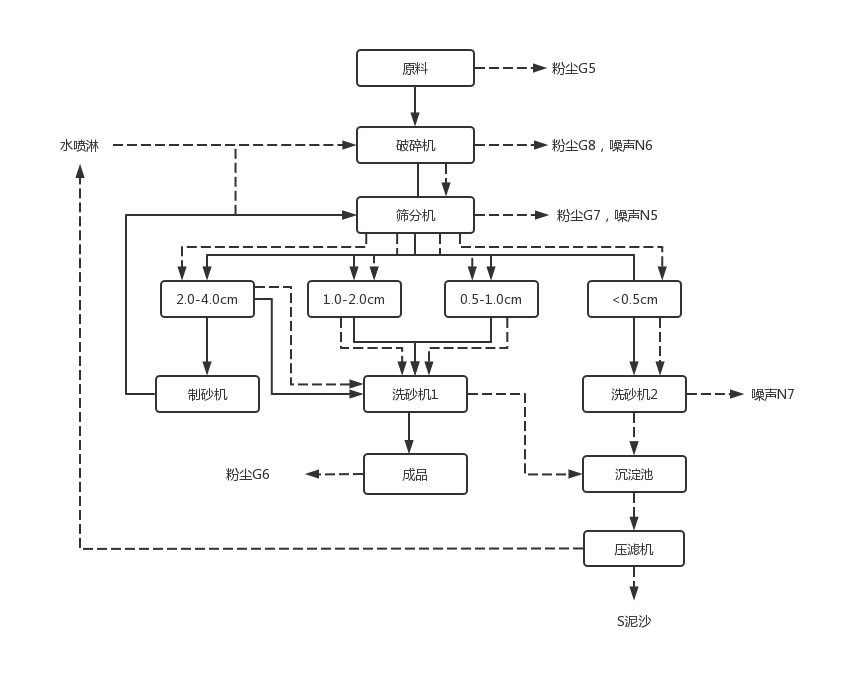 原料
粉尘G5
水喷淋
破碎机
粉尘G8，噪声N6
筛分机
粉尘G7，噪声N5
2.0-4.0cm
1.0-2.0cm
0.5-1.0cm
<0.5cm
制砂机
洗砂机1
洗砂机2
噪声N7
粉尘G6
成品
沉淀池
压滤机
S泥沙